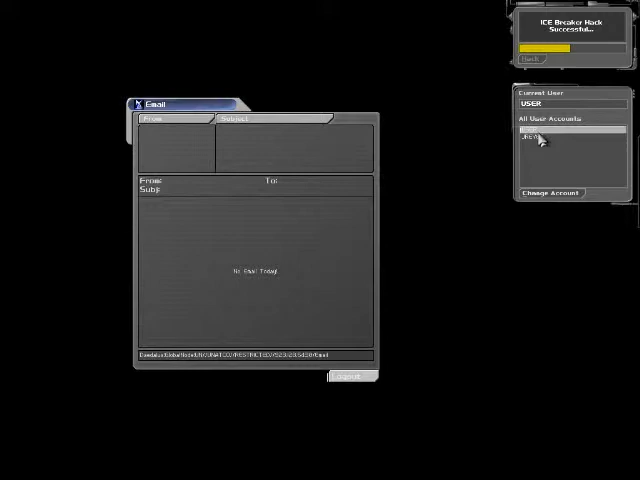 ICE Breaker Hack
Successful...
Hack
Current User
USER
All User Accounts
USER
Change Account
Email
From
Subject
From:
To:
Subj:
No Email Today!
Logout